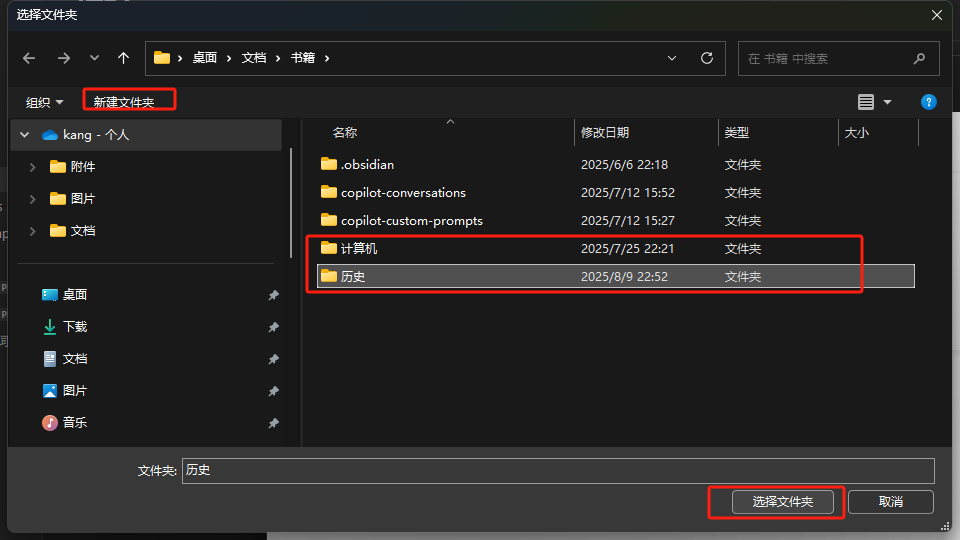 选择文件夹
桌面 文档 书籍
在 书籍 中搜索
组织 新建文件夹
kang - 个人
附件
图片
文档
桌面
下载
文档
图片
音乐
名称 修改日期 类型 大小
.obsidian 2025/6/6 22:18 文件夹
copilot-conversations 2025/7/12 15:52 文件夹
copilot-custom-prompts 2025/7/12 15:27 文件夹
计算机 2025/7/25 22:21 文件夹
历史 2025/8/9 22:52 文件夹
文件夹: 历史
选择文件夹 取消